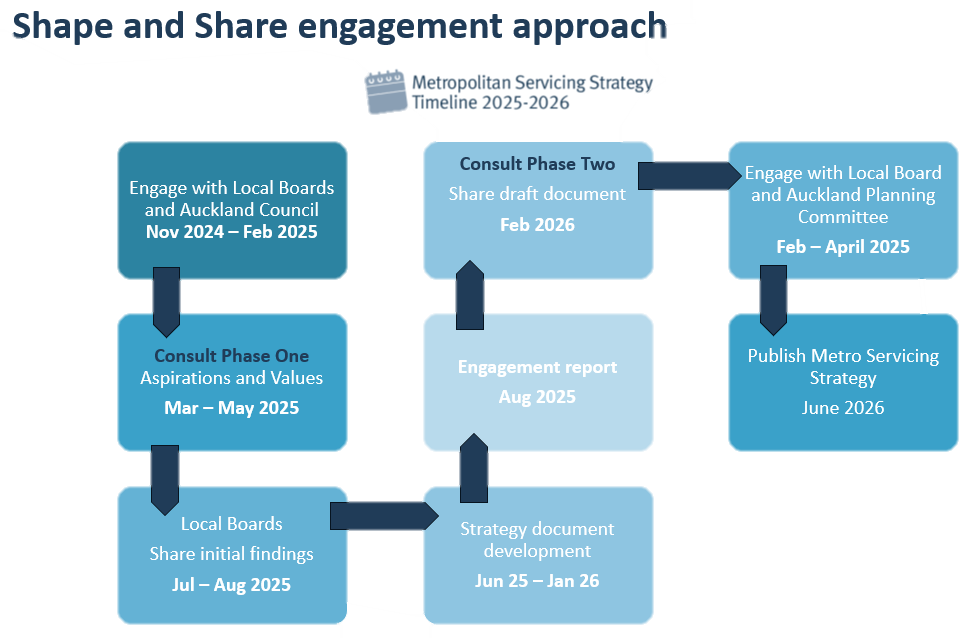 Shape and Share engagement approach
Metropolitan Servicing Strategy
Timeline 2025-2026
Engage with Local Boards
and Auckland Council
Nov 2024 – Feb 2025
Consult Phase One
Aspirations and Values
Mar – May 2025
Local Boards
Share initial findings
Jul – Aug 2025
Strategy document
development
Jun 25 – Jan 26
Engagement report
Aug 2025
Consult Phase Two
Share draft document
Feb 2026
Engage with Local Board
and Auckland Planning
Committee
Feb – April 2025
Publish Metro Servicing
Strategy
June 2026